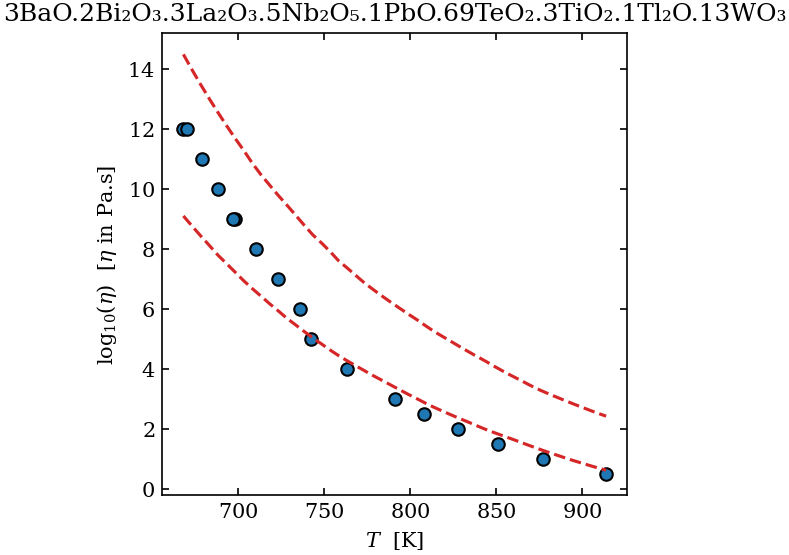 3BaO.2Bi₂O₃.3La₂O₃.5Nb₂O₅.1PbO.69TeO₂.3TiO₂.1Tl₂O.13WO₃
14
12
10
8
6
4
2
0
log₁₀(η) [η in Pa.s]
700 750 800 850 900
T [K]